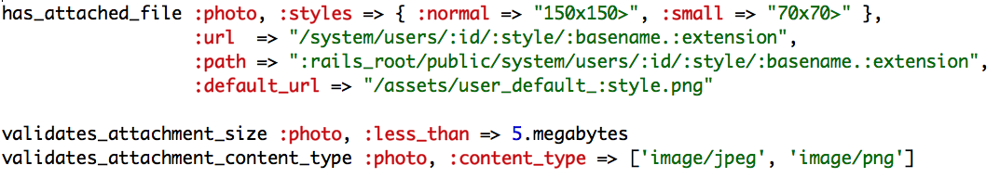 has_attached_file :photo, :styles => { :normal => "150x150>", :small => "70x70>" },
                  :url  => "/system/users/:id/:style/:basename.:extension",
                  :path => ":rails_root/public/system/users/:id/:style/:basename.:extension",
                  :default_url => "/assets/user_default_:style.png"

validates_attachment_size :photo, :less_than => 5.megabytes
validates_attachment_content_type :photo, :content_type => ['image/jpeg', 'image/png']